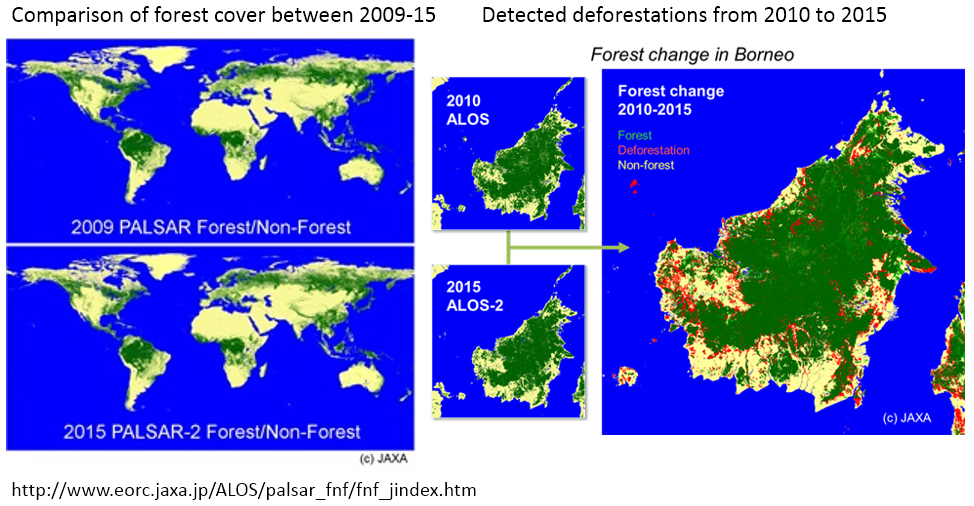 Comparison of forest cover between 2009-15
Detected deforestations from 2010 to 2015
2009 PALSAR Forest/Non-Forest
2015 PALSAR-2 Forest/Non-Forest
(c) JAXA
Forest change in Borneo
2010
ALOS
2015
ALOS-2
Forest change
2010-2015
Forest
Deforestation
Non-forest
(c) JAXA
http://www.eorc.jaxa.jp/ALOS/palsar_fnf/fnf_jindex.htm